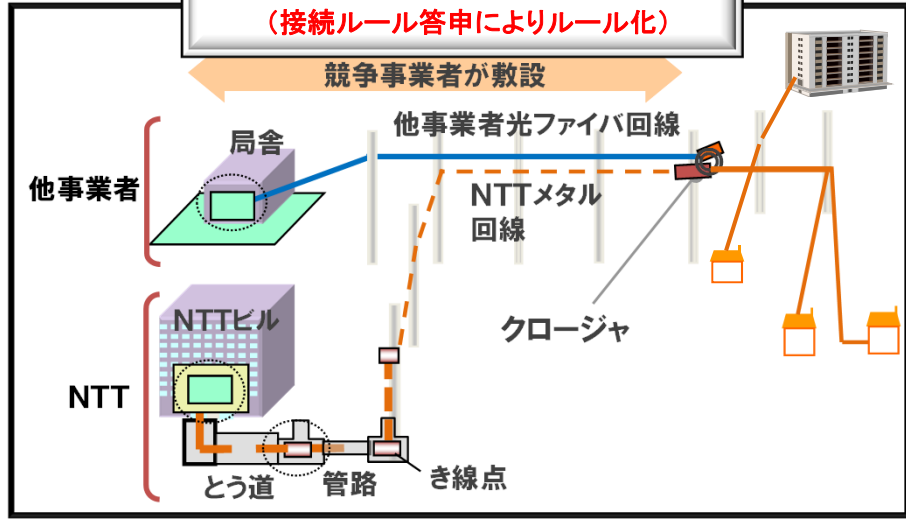 （接続ルール答申によりルール化）
競争事業者が敷設
他事業者光ファイバ回線
局舎
他事業者
NTTメタル
回線
クロージャ
NTTビル
NTT
とう道
管路
き線点